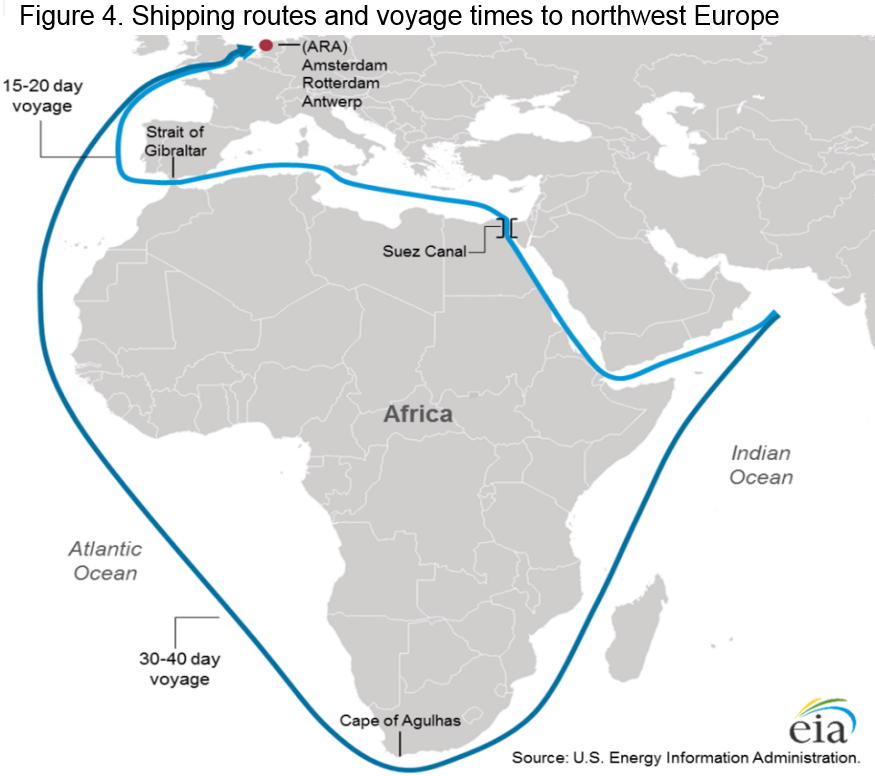 Figure 4. Shipping routes and voyage times to northwest Europe
(ARA)
Amsterdam
Rotterdam
Antwerp
15-20 day
voyage
Strait of
Gibraltar
Suez Canal
Africa
Indian
Ocean
Atlantic
Ocean
30-40 day
voyage
Cape of Agulhas
eia
Source: U.S. Energy Information Administration.